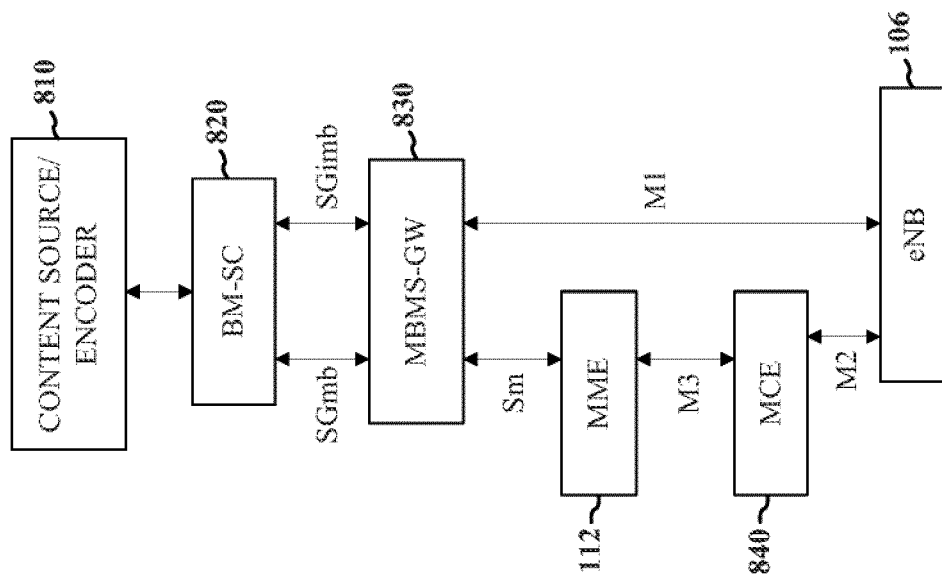 810
CONTENT SOURCE/
ENCODER
820
BM-SC
SGmb
SGimb
830
MBMS-GW
Sm
M1
112
MME
M3
840
MCE
M2
106
eNB